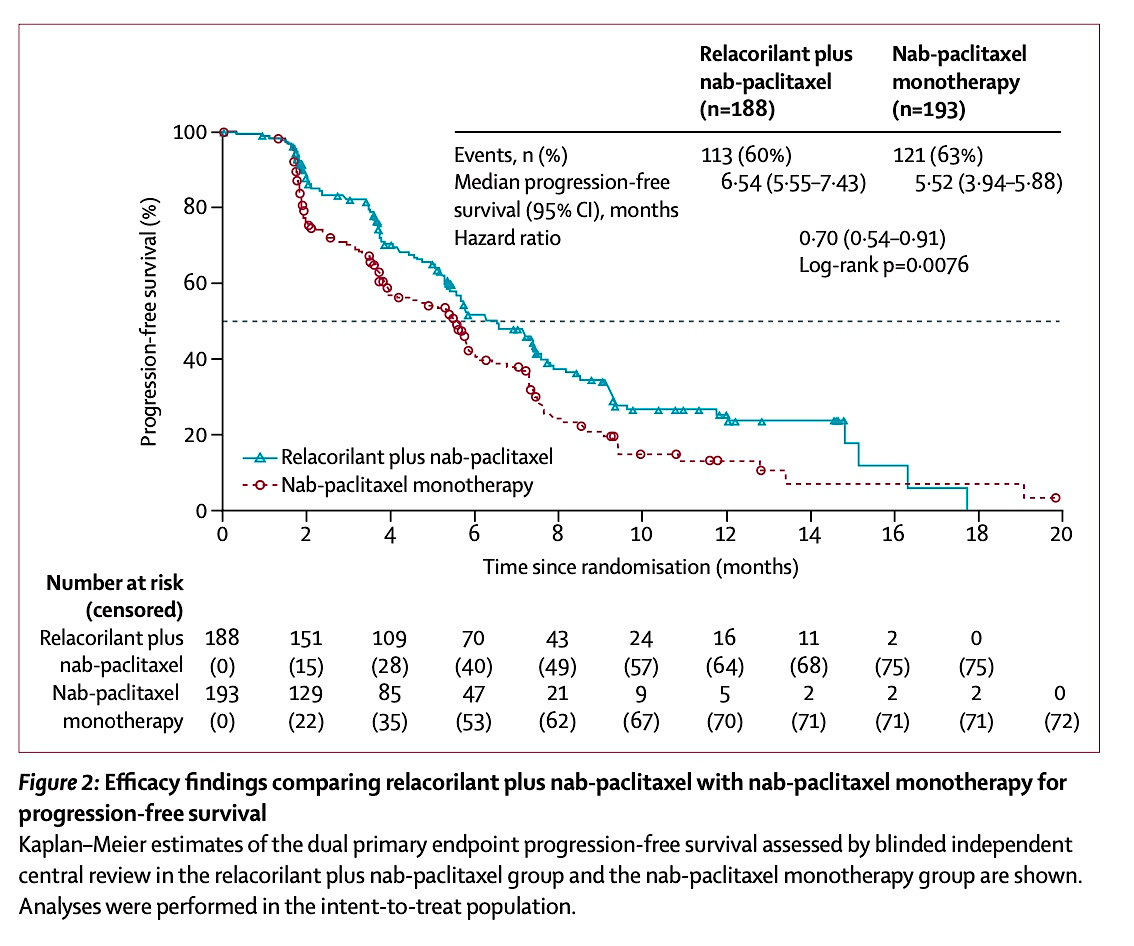 Relacorilant plus nab-paclitaxel (n=188)
Nab-paclitaxel monotherapy (n=193)
Events, n (%) 113 (60%) 121 (63%)
Median progression-free survival (95% CI), months 6·54 (5·55–7·43) 5·52 (3·94–5·88)
Hazard ratio 0·70 (0·54–0·91)
Log-rank p=0·0076
Progression-free survival (%)
100
80
60
40
20
0
Relacorilant plus nab-paclitaxel
Nab-paclitaxel monotherapy
0 2 4 6 8 10 12 14 16 18 20
Time since randomisation (months)
Number at risk
(censored)
Relacorilant plus 188 151 109 70 43 24 16 11 2 0
nab-paclitaxel (0) (15) (28) (40) (49) (57) (64) (68) (75) (75)
Nab-paclitaxel 193 129 85 47 21 9 5 2 2 2 0
monotherapy (0) (22) (35) (53) (62) (67) (70) (71) (71) (71) (72)
Figure 2: Efficacy findings comparing relacorilant plus nab-paclitaxel with nab-paclitaxel monotherapy for
progression-free survival
Kaplan–Meier estimates of the dual primary endpoint progression-free survival assessed by blinded independent
central review in the relacorilant plus nab-paclitaxel group and the nab-paclitaxel monotherapy group are shown.
Analyses were performed in the intent-to-treat population.